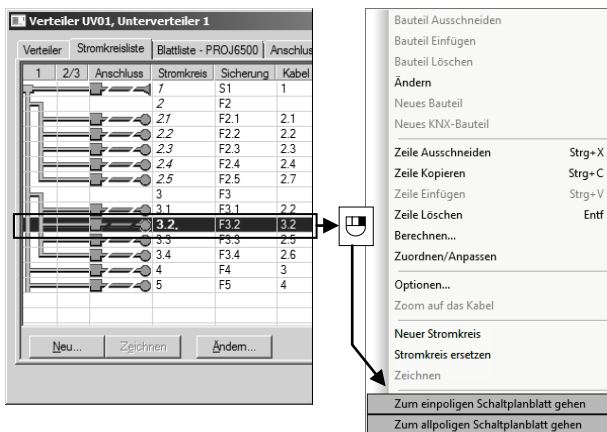 Verteiler UV01, Unterverteiler 1
Verteiler Stromkreisliste Blattliste - PROJ6500 Anschlus
1 2/3 Anschluss Stromkreis Sicherung Kabel
1 S1 1
2 F2
2.1 F2.1 2.1
2.2 F2.2 2.2
2.3 F2.3 2.3
2.4 F2.4 2.4
2.5 F2.5 2.7
3 F3
3.1 F3.1 2.2
3.2. F3.2 3.2
3.3 F3.3 2.5
3.4 F3.4 2.6
4 F4 3
5 F5 4
Neu... Zeichnen Ändern...
Bauteil Ausschneiden
Bauteil Einfügen
Bauteil Löschen
Ändern
Neues Bauteil
Neues KNX-Bauteil
Zeile Ausschneiden Strg+X
Zeile Kopieren Strg+C
Zeile Einfügen Strg+V
Zeile Löschen Entf
Berechnen...
Zuordnen/Anpassen
Optionen...
Zoom auf das Kabel
Neuer Stromkreis
Stromkreis ersetzen
Zeichnen
Zum einpoligen Schaltplanblatt gehen
Zum allpoligen Schaltplanblatt gehen